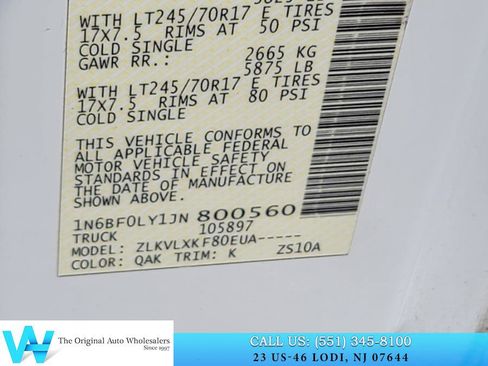 WITH LT245/70R17 E TIRES
17X7.5 RIMS AT 50 PSI
COLD SINGLE
GAWR RR.: 2665 KG
5875 LB
WITH LT245/70R17 E TIRES
17X7.5 RIMS AT 80 PSI
COLD SINGLE
THIS VEHICLE CONFORMS TO
ALL APPLICABLE FEDERAL
MOTOR VEHICLE SAFETY
STANDARDS IN EFFECT ON
THE DATE OF MANUFACTURE
SHOWN ABOVE.
1N6BF0LY1JN 800560
TRUCK 105897
MODEL: ZLKVLXKF80EUA-----
COLOR: QAK TRIM: K ZS10A
The Original Auto Wholesalers
Since 1997
CALL US: (551) 345-8100
23 US-46 LODI, NJ 07644